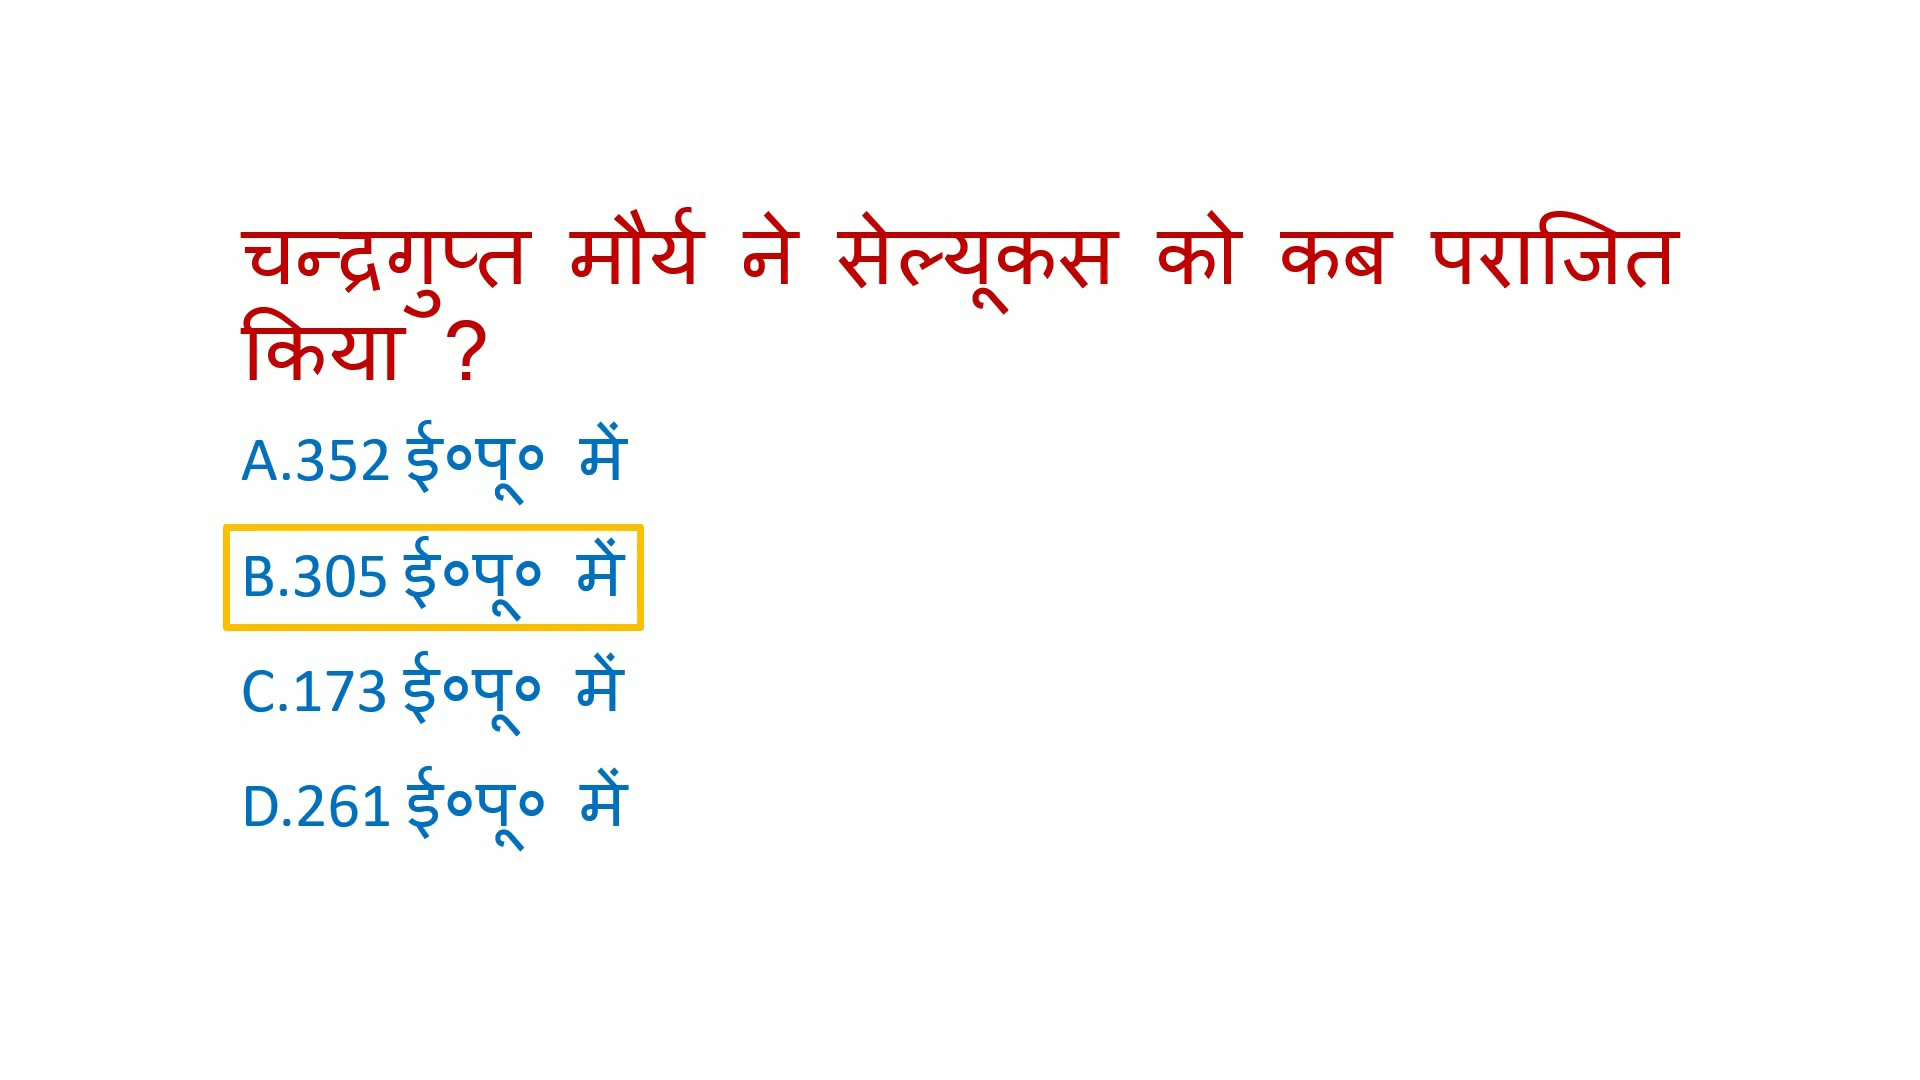 चन्द्रगुप्त मौर्य ने सेल्यूकस को कब पराजित
किया ?
A.352 ई०पू० में
B.305 ई०पू० में
C.173 ई०पू० में
D.261 ई०पू० में